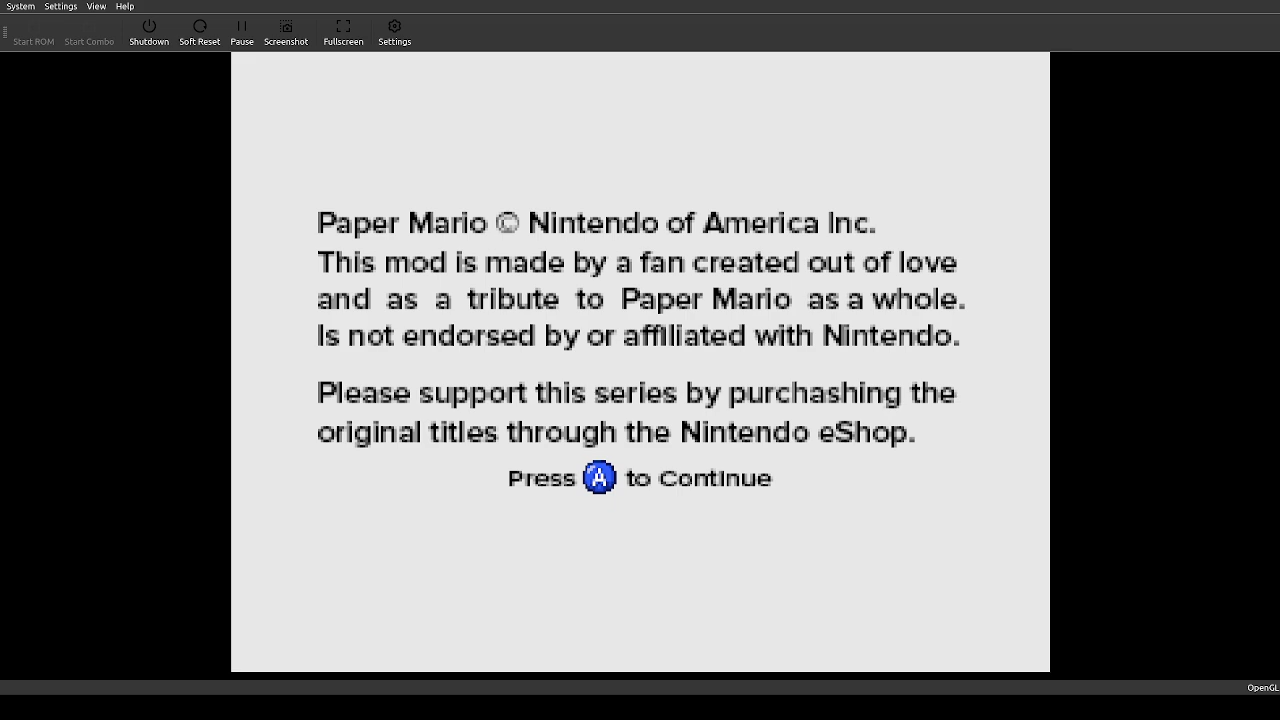 System Settings View Help
Start ROM Start Combo Shutdown Soft Reset Pause Screenshot Fullscreen Settings
Paper Mario © Nintendo of America Inc.
This mod is made by a fan created out of love
and as a tribute to Paper Mario as a whole.
Is not endorsed by or affiliated with Nintendo.
Please support this series by purchashing the
original titles through the Nintendo eShop.
Press A to Continue
OpenGL